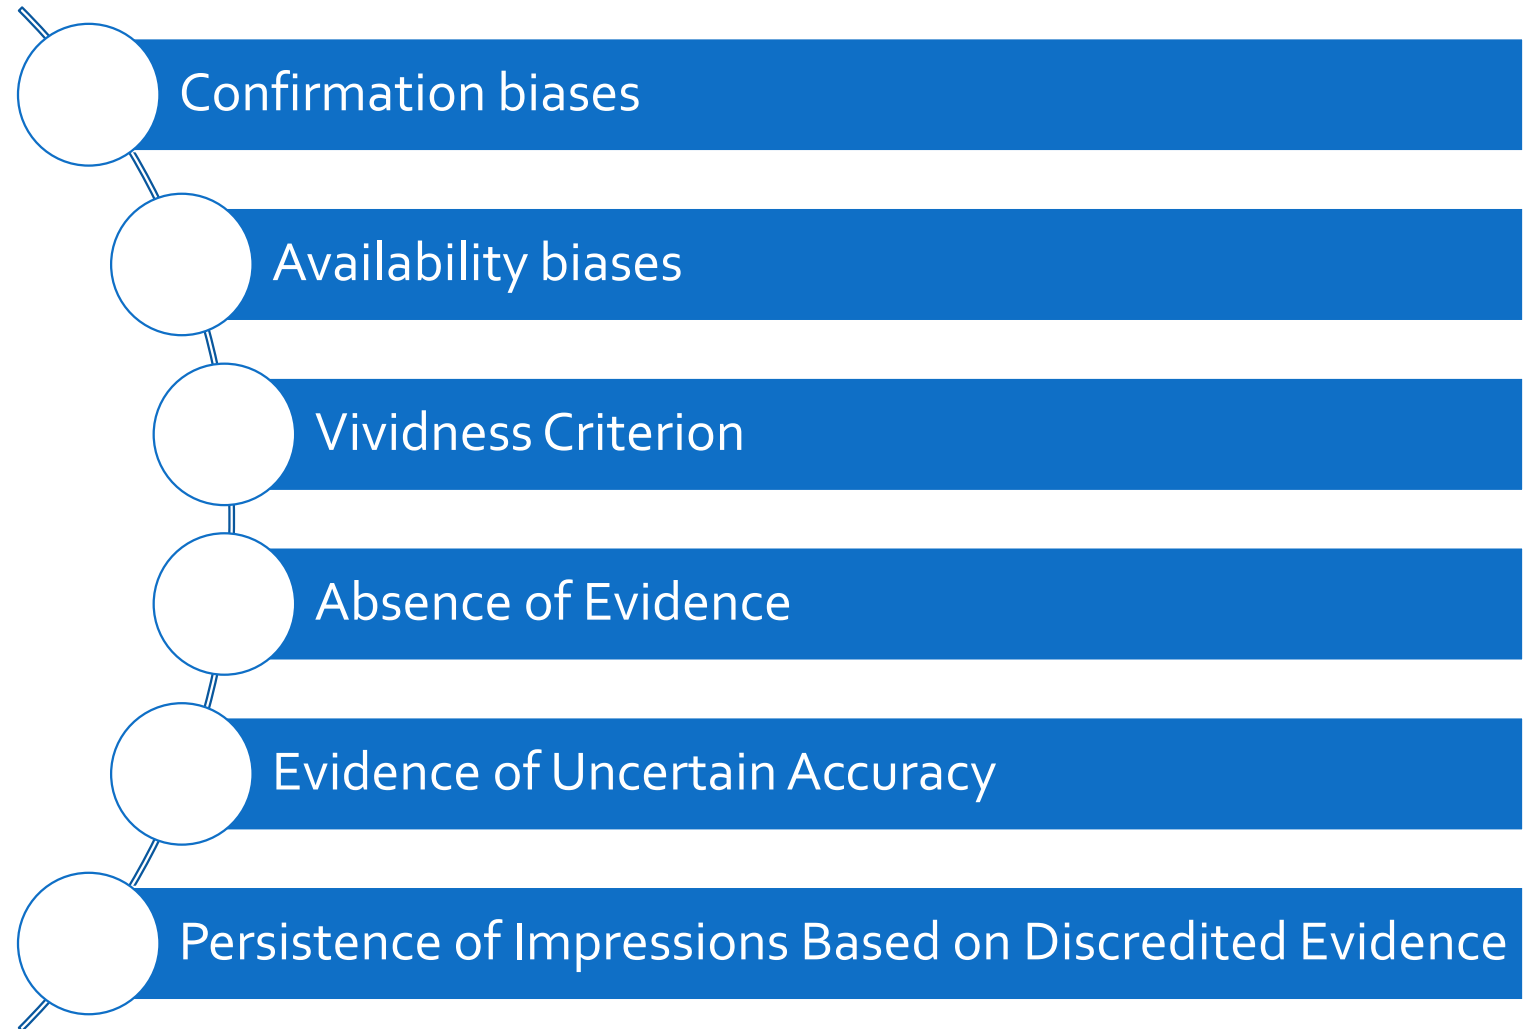 Confirmation biases
Availability biases
Vividness Criterion
Absence of Evidence
Evidence of Uncertain Accuracy
Persistence of Impressions Based on Discredited Evidence